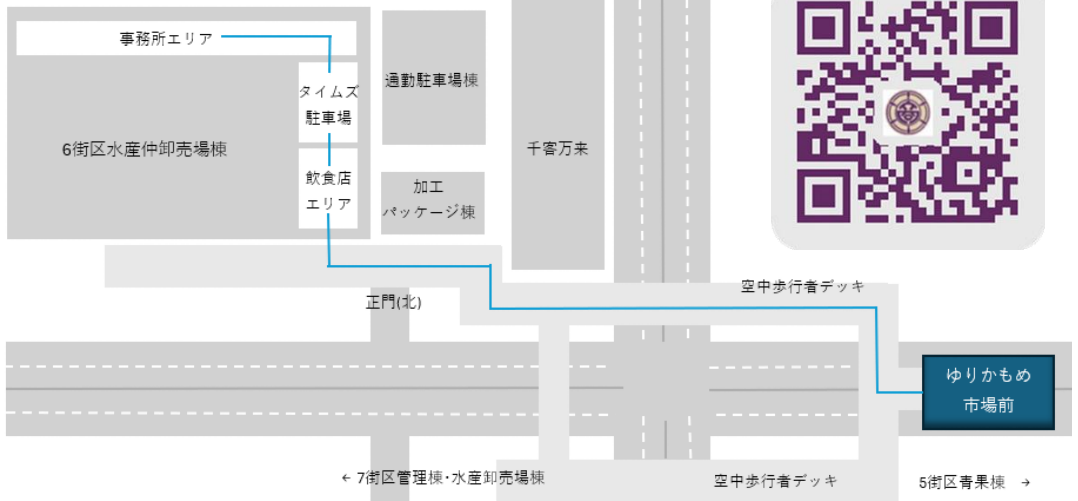 事務所エリア
タイムズ
駐車場
通勤駐車場棟
6街区水産仲卸売場棟
千客万来
飲食店
エリア
加工
パッケージ棟
空中歩行者デッキ
正門(北)
ゆりかもめ
市場前
← 7街区管理棟･水産卸売場棟
空中歩行者デッキ
5街区青果棟 →